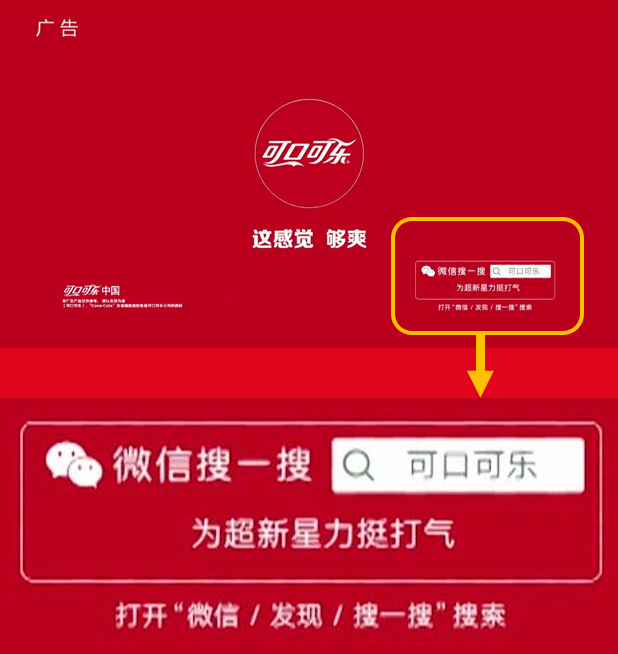 广告
可口可乐
这感觉 够爽
微信搜一搜 可口可乐
为超新星力挺打气
打开“微信 / 发现 / 搜一搜”搜索
可口可乐中国
微信搜一搜 可口可乐
为超新星力挺打气
打开“微信 / 发现 / 搜一搜”搜索